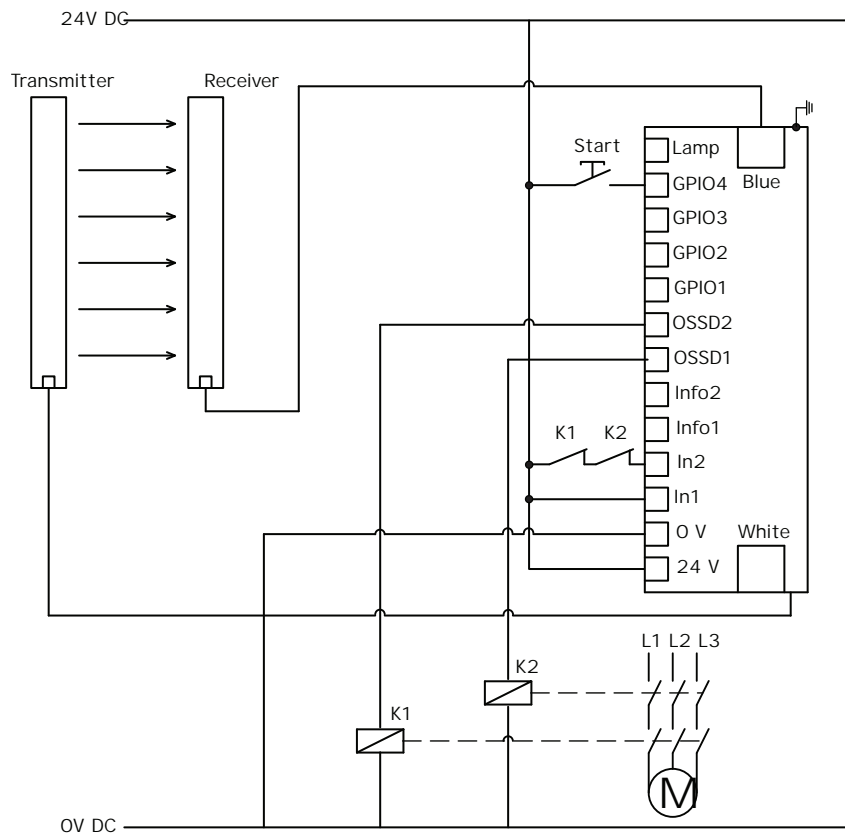 24V DC
Transmitter
Receiver
Start
Lamp
GPIO4
Blue
GPIO3
GPIO2
GPIO1
OSSD2
OSSD1
Info2
Info1
K1
K2
In2
In1
0 V
White
24 V
L1 L2 L3
K2
K1
M
0V DC